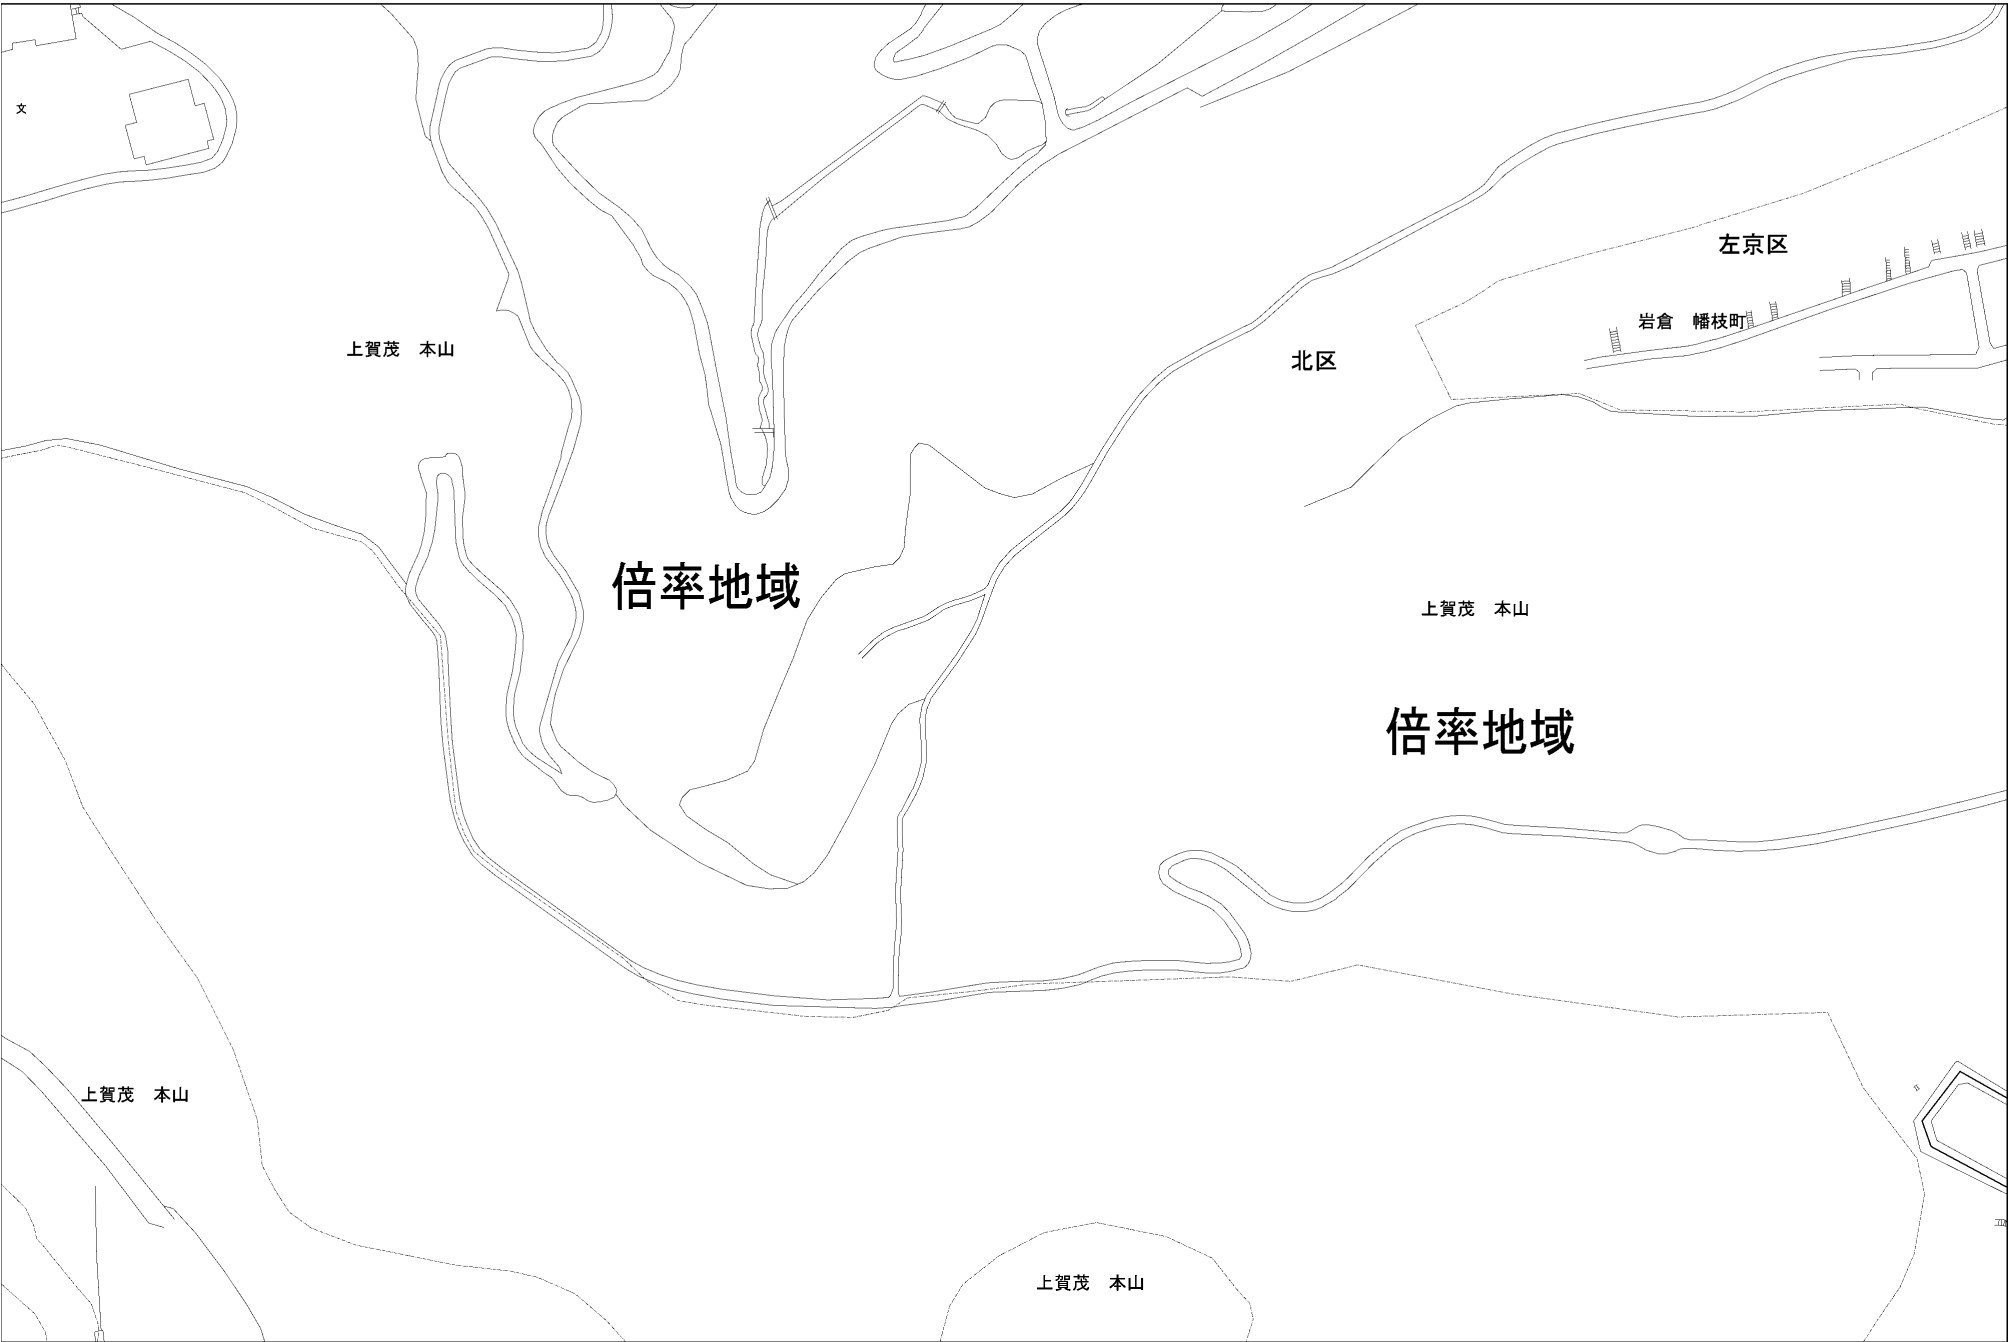 文
左京区
岩倉　幡枝町
上賀茂　本山
北区
倍率地域
上賀茂　本山
倍率地域
上賀茂　本山
上賀茂　本山